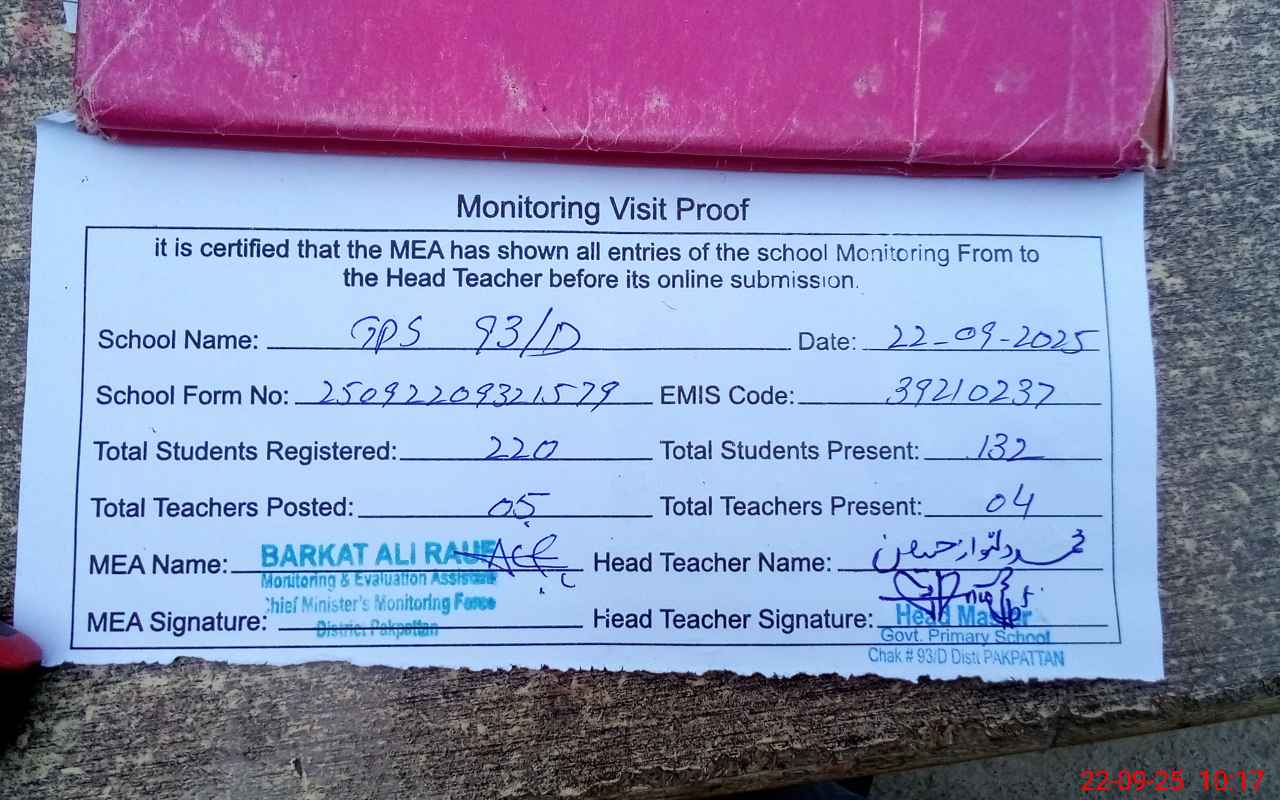 Monitoring Visit Proof
it is certified that the MEA has shown all entries of the school Monitoring From to
the Head Teacher before its online submission.
School Name: GPS 93/D Date: 22-09-2025
School Form No: 25092209321579 EMIS Code: 39210237
Total Students Registered: 220 Total Students Present: 132
Total Teachers Posted: 05 Total Teachers Present: 04
MEA Name: BARKAT ALI RAUF Head Teacher Name: محمد دلنواز حسین
Monitoring & Evaluation Assistant
Chief Minister's Monitoring Force
MEA Signature: District Pakpattan Head Teacher Signature: Head Master
Govt. Primary School
Chak # 93/D Distt PAKPATTAN
22-09-25 10:17